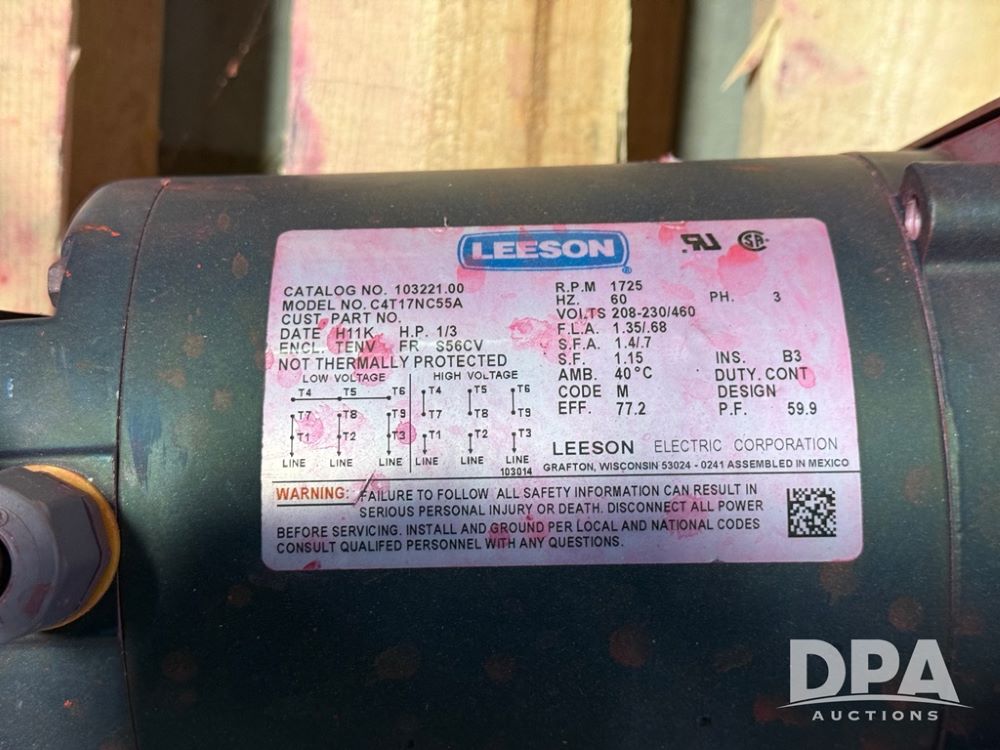 LEESON
CATALOG NO. 103221.00
MODEL NO. C4T17NC55A
CUST. PART NO.
DATE H11K H.P. 1/3
ENCL. TENV FR S56CV
NOT THERMALLY PROTECTED
R.P.M 1725
HZ. 60 PH. 3
VOLTS 208-230/460
F.L.A. 1.35/.68
S.F.A. 1.4/.7
S.F. 1.15 INS. B3
AMB. 40°C DUTY. CONT
CODE M DESIGN
EFF. 77.2 P.F. 59.9
LOW VOLTAGE HIGH VOLTAGE
T4 T5 T6 T4 T5 T6
T7 T8 T9 T7 T8 T9
T1 T2 T3 T1 T2 T3
LINE LINE LINE LINE LINE LINE
103014
LEESON ELECTRIC CORPORATION
GRAFTON, WISCONSIN 53024 - 0241 ASSEMBLED IN MEXICO
WARNING: FAILURE TO FOLLOW ALL SAFETY INFORMATION CAN RESULT IN
SERIOUS PERSONAL INJURY OR DEATH. DISCONNECT ALL POWER
BEFORE SERVICING. INSTALL AND GROUND PER LOCAL AND NATIONAL CODES
CONSULT QUALIFED PERSONNEL WITH ANY QUESTIONS.
DPA
AUCTIONS